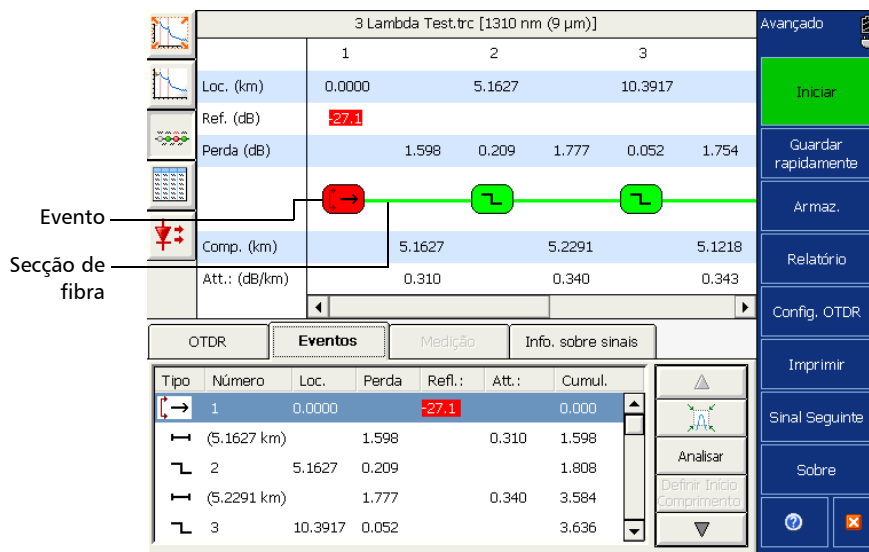 3 Lambda Test.trc [1310 nm (9 µm)]
1 2 3
Loc. (km) 0.0000 5.1627 10.3917
Ref. (dB) -27.1
Perda (dB) 1.598 0.209 1.777 0.052 1.754
Evento
Secção de
fibra
Comp. (km) 5.1627 5.2291 5.1218
Att.: (dB/km) 0.310 0.340 0.343
OTDR Eventos Medição Info. sobre sinais
Tipo Número Loc. Perda Refl.: Att.: Cumul.
1 0.0000 -27.1 0.000
(5.1627 km) 1.598 0.310 1.598
2 5.1627 0.209 1.808
(5.2291 km) 1.777 0.340 3.584
3 10.3917 0.052 3.636
Analisar
Definir Início
Comprimento
Avançado
Iniciar
Guardar
rapidamente
Armaz.
Relatório
Config. OTDR
Imprimir
Sinal Seguinte
Sobre